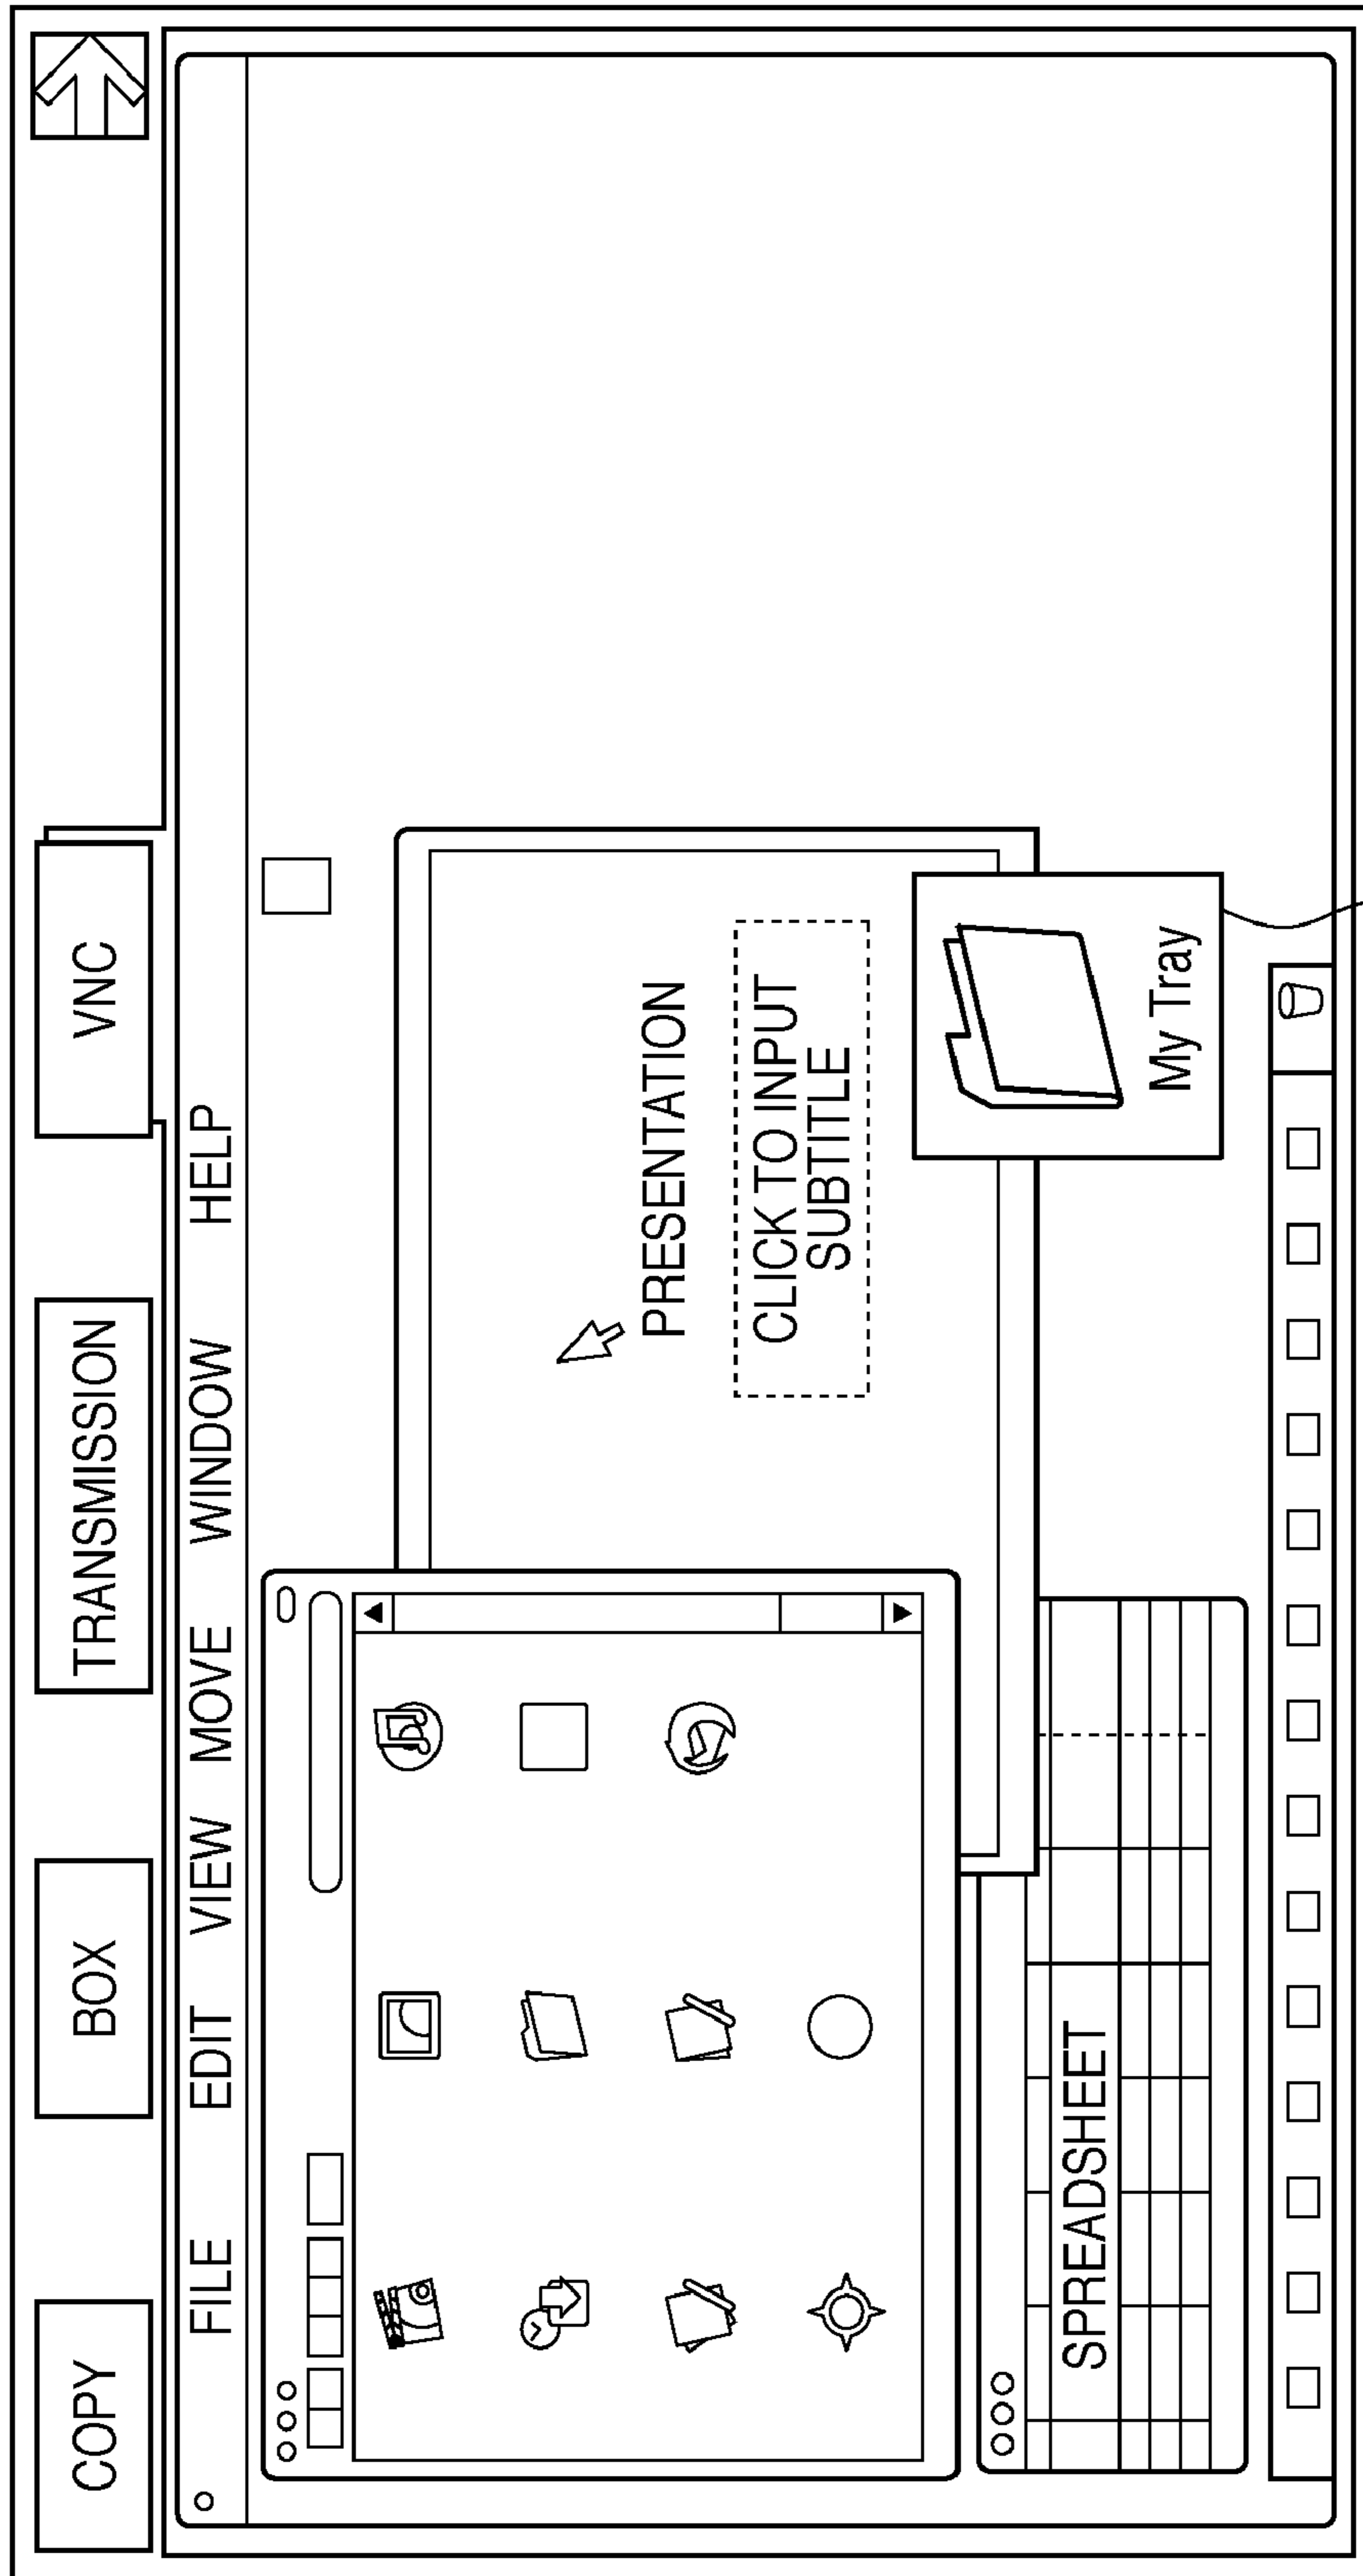 COPY
BOX
TRANSMISSION
VNC
FILE EDIT VIEW MOVE WINDOW HELP
PRESENTATION
CLICK TO INPUT
SUBTITLE
My Tray
SPREADSHEET